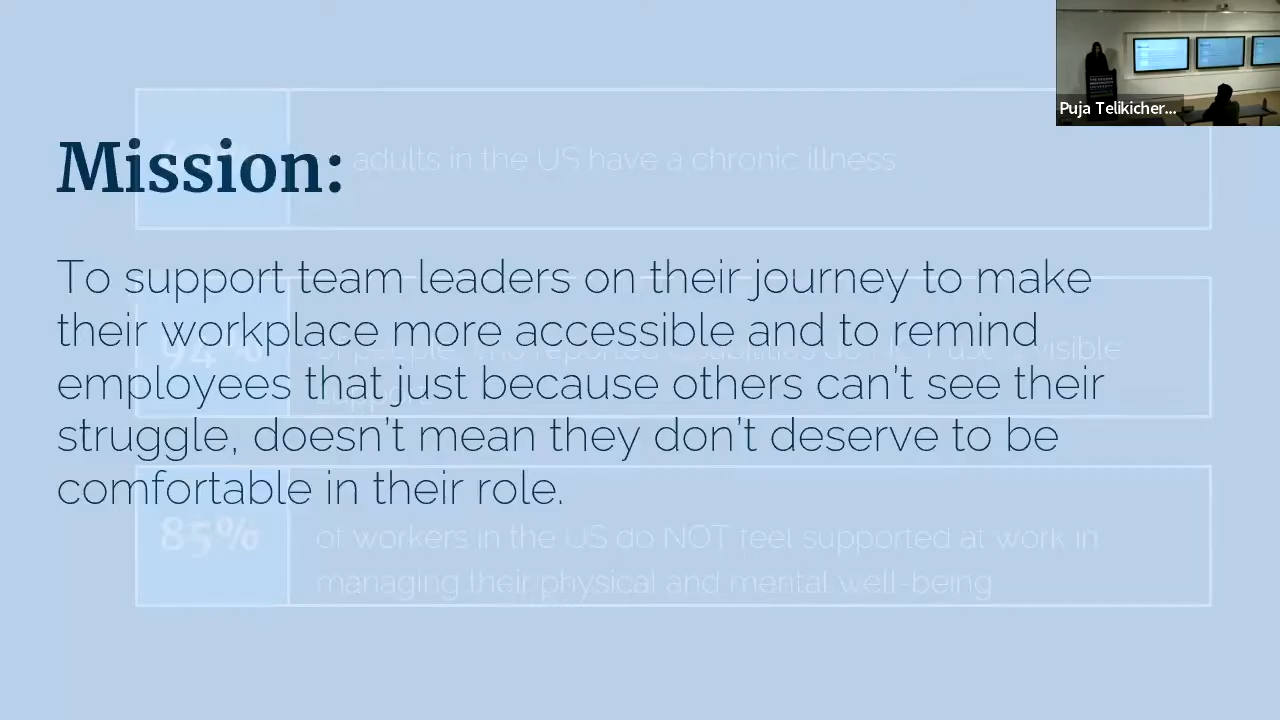 Mission:
adults in the US have a chronic illness
To support team leaders on their journey to make
their workplace more accessible and to remind
employees that just because others can't see their
struggle, doesn't mean they don't deserve to be
comfortable in their role.
94%
85%
of workers in the US do NOT feel supported at work in
managing their physical and mental well-being
Puja Telikicher...